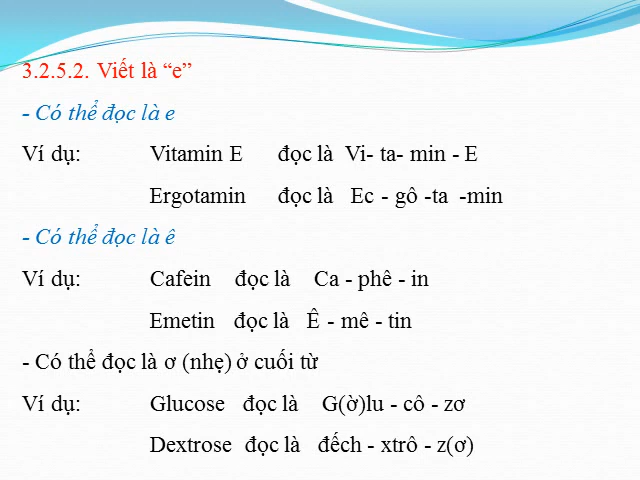 3.2.5.2. Viết là “e”
- Có thể đọc là e
Ví dụ: Vitamin E đọc là Vi- ta- min - E
Ergotamin đọc là Ec - gô -ta -min
- Có thể đọc là ê
Ví dụ: Cafein đọc là Ca - phê - in
Emetin đọc là Ê - mê - tin
- Có thể đọc là ơ (nhẹ) ở cuối từ
Ví dụ: Glucose đọc là G(ờ)lu - cô - zơ
Dextrose đọc là đếch - xtrô - z(ơ)